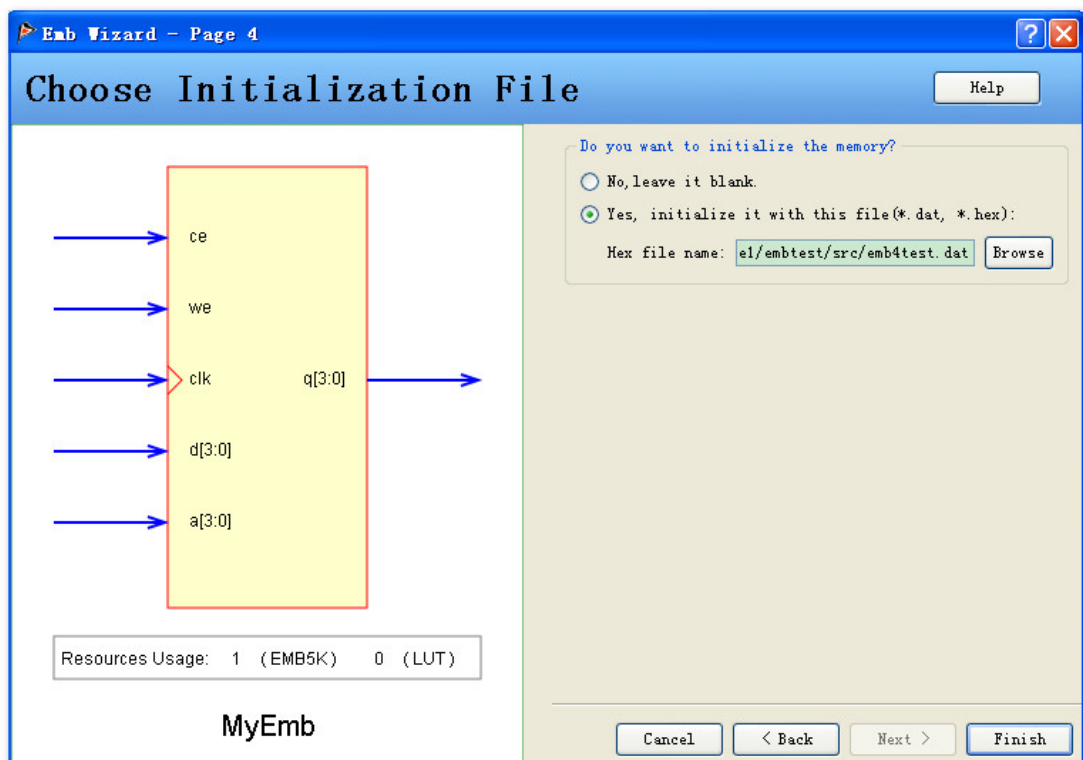 Emb Wizard - Page 4
Choose Initialization File
Help
ce
we
clk
q[3:0]
d[3:0]
a[3:0]
Resources Usage: 1 (EMB5K) 0 (LUT)
MyEmb
Do you want to initialize the memory?
No,leave it blank.
Yes, initialize it with this file(*.dat, *.hex):
Hex file name: e1/embtest/src/emb4test.dat Browse
Cancel < Back Next > Finish